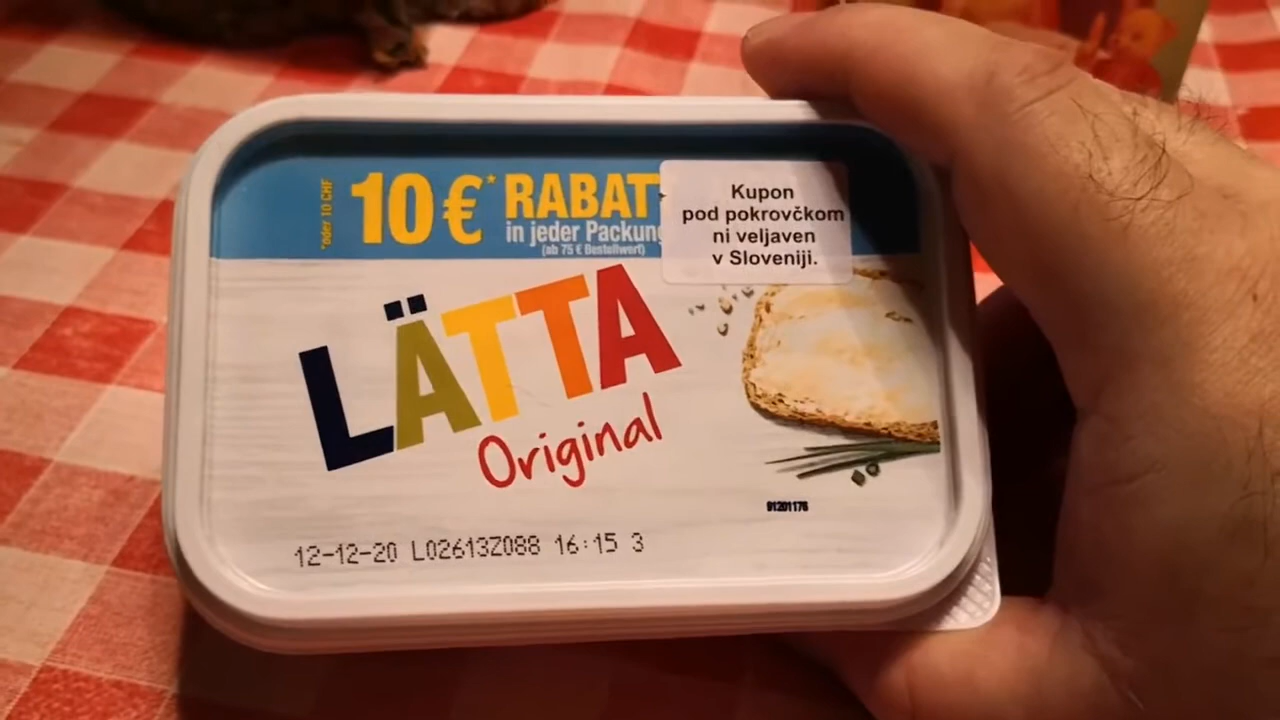 *oder 10 CHF
10 €* RABATT
in jeder Packung
(ab 75 € Bestellwert)
Kupon
pod pokrovčkom
ni veljaven
v Sloveniji.
LÄTTA
Original
91201176
12-12-20 L02613Z088 16:15 3